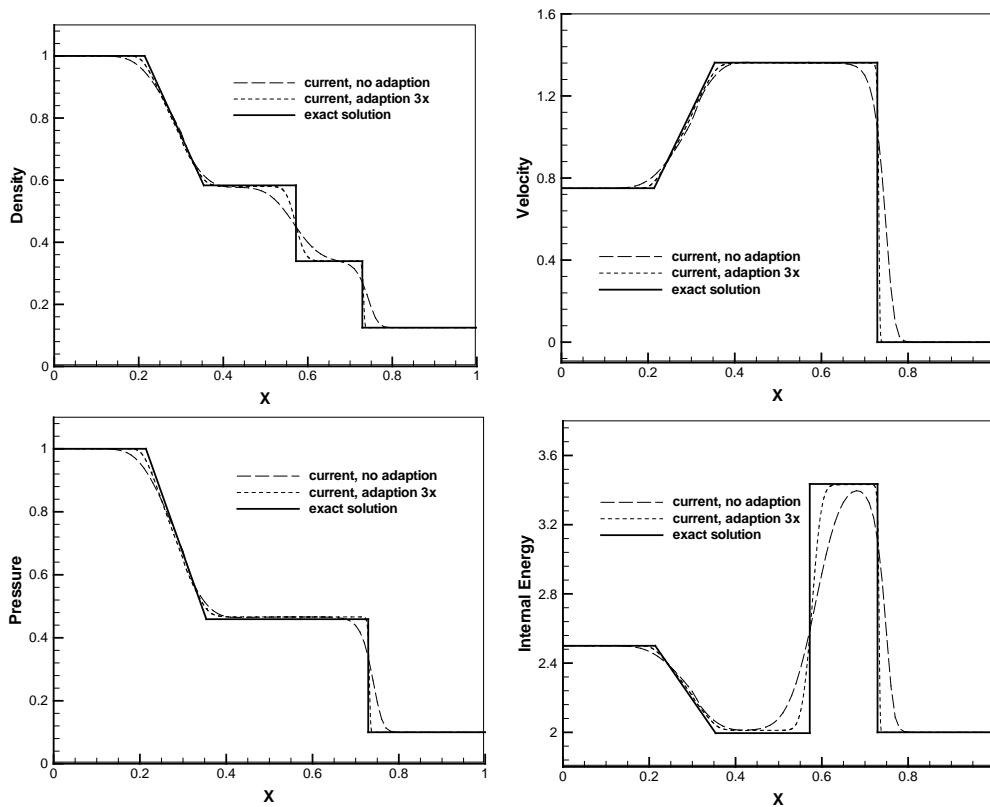 1
0.8
0.6
0.4
0.2
0
Density
current, no adaption
current, adaption 3x
exact solution
0 0.2 0.4 0.6 0.8 1
X
1.6
1.2
0.8
0.4
0
Velocity
current, no adaption
current, adaption 3x
exact solution
0 0.2 0.4 0.6 0.8
X
1
0.8
0.6
0.4
0.2
0
Pressure
current, no adaption
current, adaption 3x
exact solution
0 0.2 0.4 0.6 0.8 1
X
3.6
3.2
2.8
2.4
2
Internal Energy
current, no adaption
current, adaption 3x
exact solution
0 0.2 0.4 0.6 0.8
X